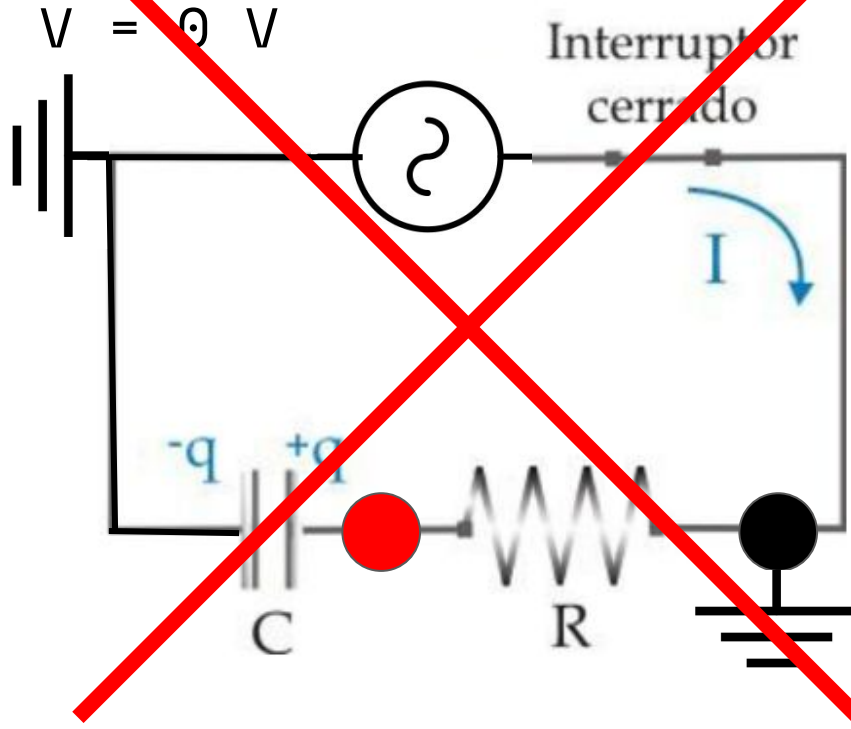 V = 0 V
Interruptor
cerrado
I
-q
+q
C
R